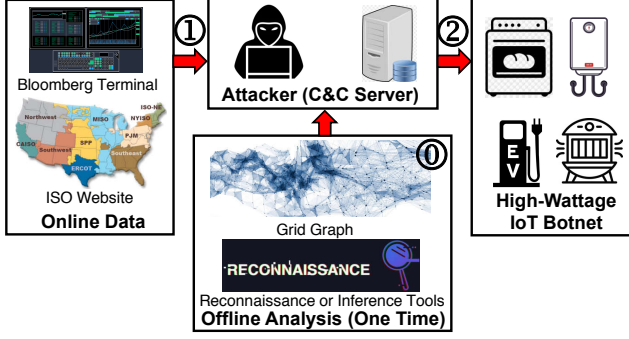 ①
②
Bloomberg Terminal
Northwest
MISO
ISO-NE
NYISO
PJM
CAISO
Southwest
SPP
Southeast
ERCOT
ISO Website
Online Data
Attacker (C&C Server)
⓪
Grid Graph
RECONNAISSANCE
Reconnaissance or Inference Tools
Offline Analysis (One Time)
EV
High-Wattage
IoT Botnet